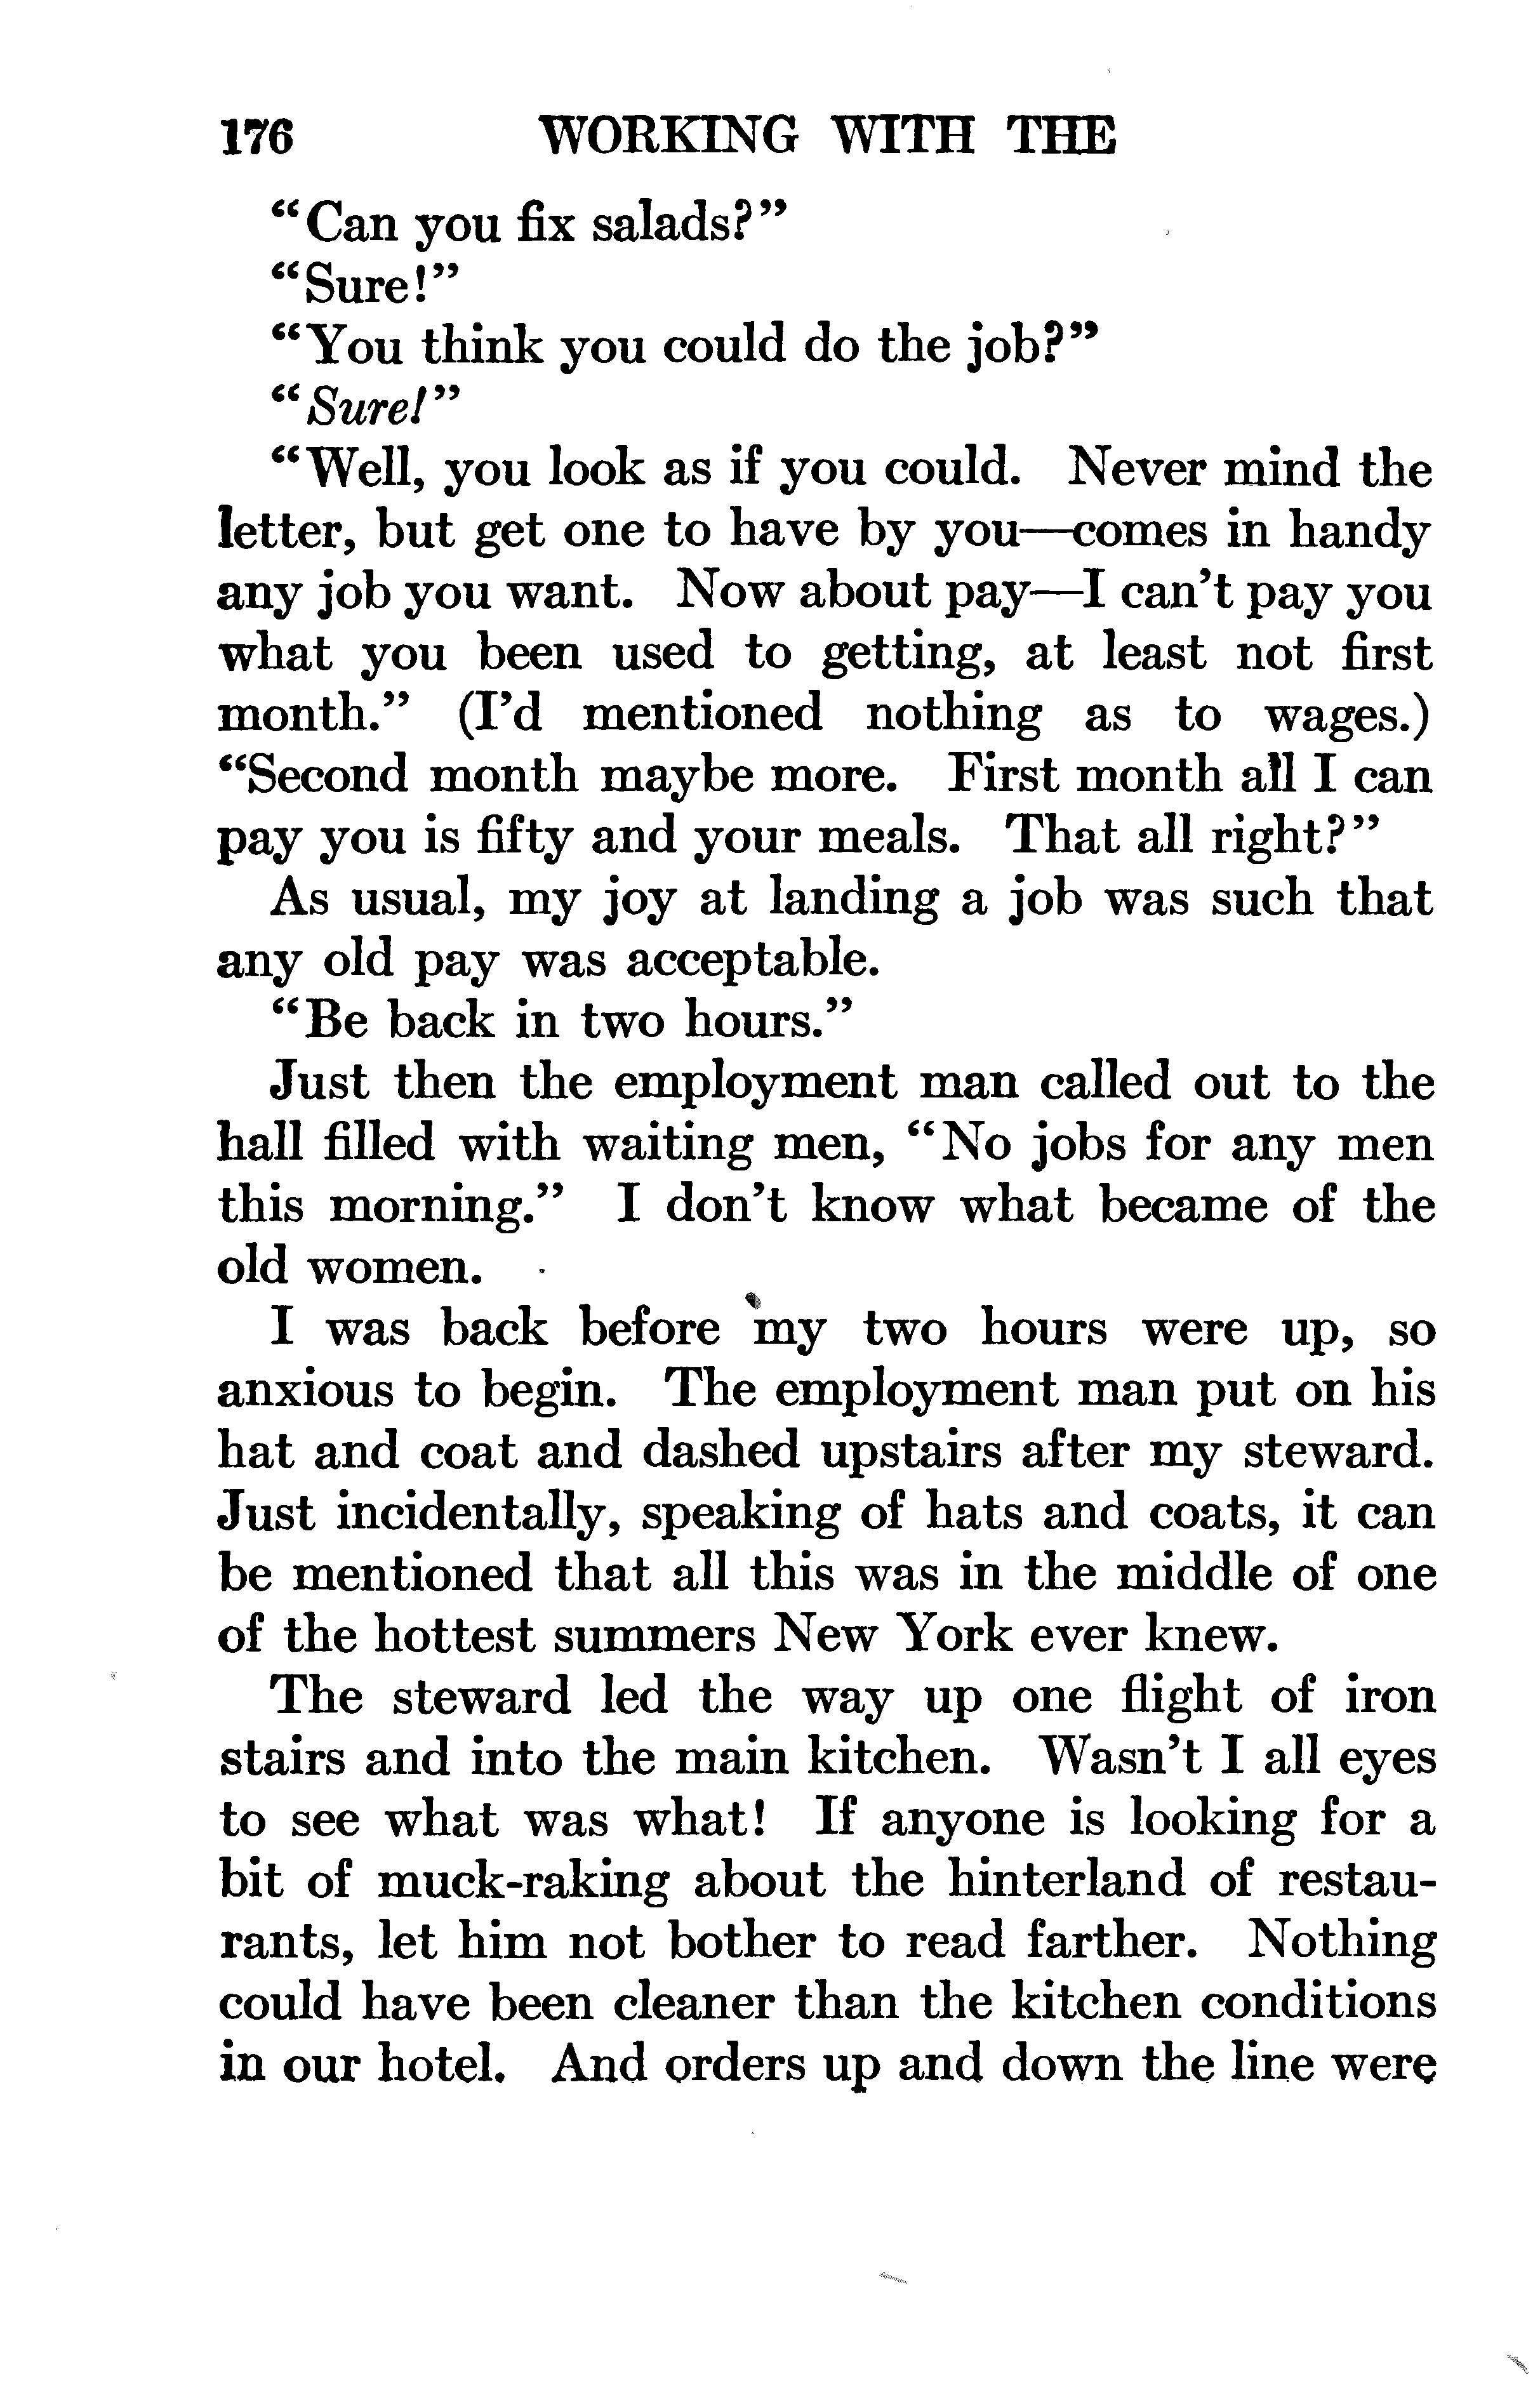 176 WORKING WITH THE
“Can you fix salads?”
“Sure!”
“You think you could do the job?”
“Sure!”
“Well, you look as if you could. Never mind the
letter, but get one to have by you—comes in handy
any job you want. Now about pay—I can’t pay you
what you been used to getting, at least not first
month.” (I’d mentioned nothing as to wages.)
“Second month maybe more. First month all I can
pay you is fifty and your meals. That all right?”
As usual, my joy at landing a job was such that
any old pay was acceptable.
“Be back in two hours.”
Just then the employment man called out to the
hall filled with waiting men, “No jobs for any men
this morning.” I don’t know what became of the
old women.
I was back before my two hours were up, so
anxious to begin. The employment man put on his
hat and coat and dashed upstairs after my steward.
Just incidentally, speaking of hats and coats, it can
be mentioned that all this was in the middle of one
of the hottest summers New York ever knew.
The steward led the way up one flight of iron
stairs and into the main kitchen. Wasn’t I all eyes
to see what was what! If anyone is looking for a
bit of muck-raking about the hinterland of restau-
rants, let him not bother to read farther. Nothing
could have been cleaner than the kitchen conditions
in our hotel. And orders up and down the line were